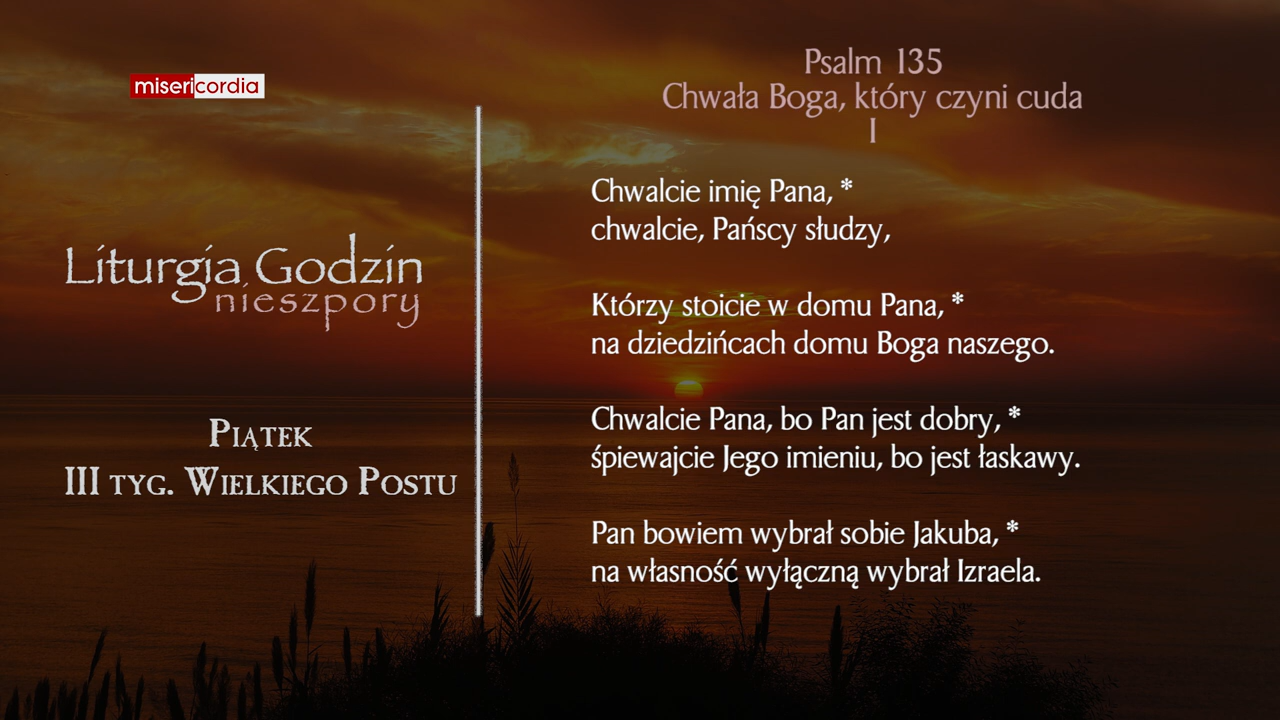 misericordia
Liturgia Godzin
nieszpory
Piątek
III tyg. Wielkiego Postu
Psalm 135
Chwała Boga, który czyni cuda
I
Chwalcie imię Pana, *
chwalcie, Pańscy słudzy,
Którzy stoicie w domu Pana, *
na dziedzińcach domu Boga naszego.
Chwalcie Pana, bo Pan jest dobry, *
śpiewajcie Jego imieniu, bo jest łaskawy.
Pan bowiem wybrał sobie Jakuba, *
na własność wyłączną wybrał Izraela.